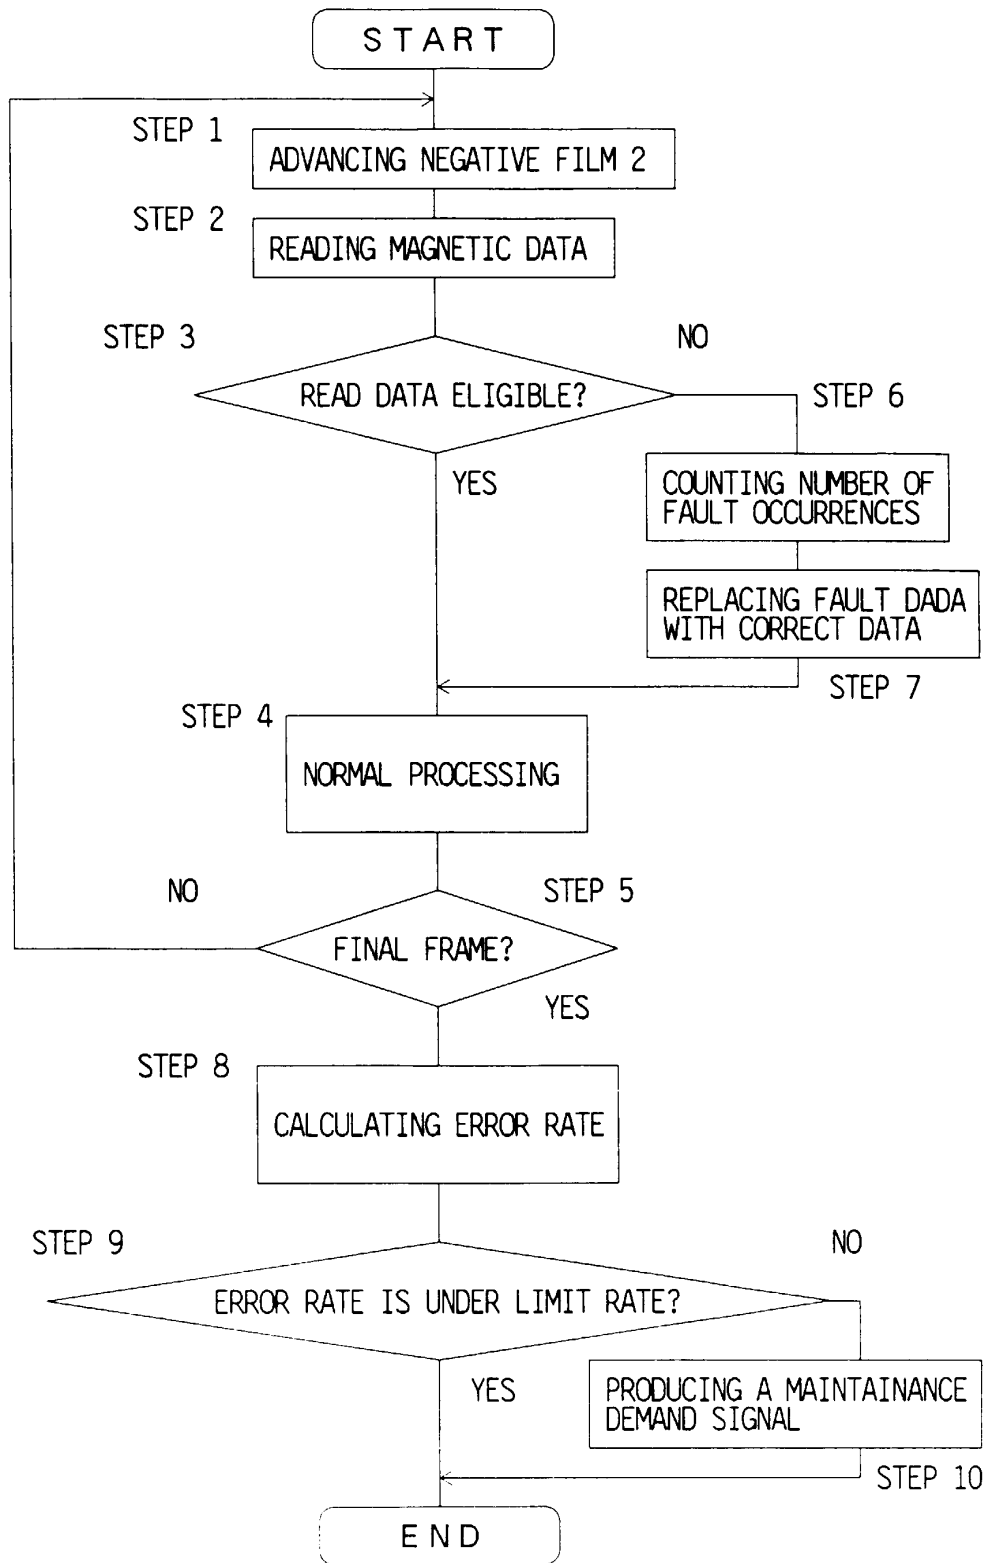 START
STEP 1
ADVANCING NEGATIVE FILM 2
STEP 2
READING MAGNETIC DATA
STEP 3
NO
READ DATA ELIGIBLE?
STEP 6
YES
COUNTING NUMBER OF
FAULT OCCURRENCES
REPLACING FAULT DADA
WITH CORRECT DATA
STEP 7
STEP 4
NORMAL PROCESSING
NO
STEP 5
FINAL FRAME?
YES
STEP 8
CALCULATING ERROR RATE
STEP 9
NO
ERROR RATE IS UNDER LIMIT RATE?
YES
PRODUCING A MAINTAINANCE
DEMAND SIGNAL
STEP 10
END